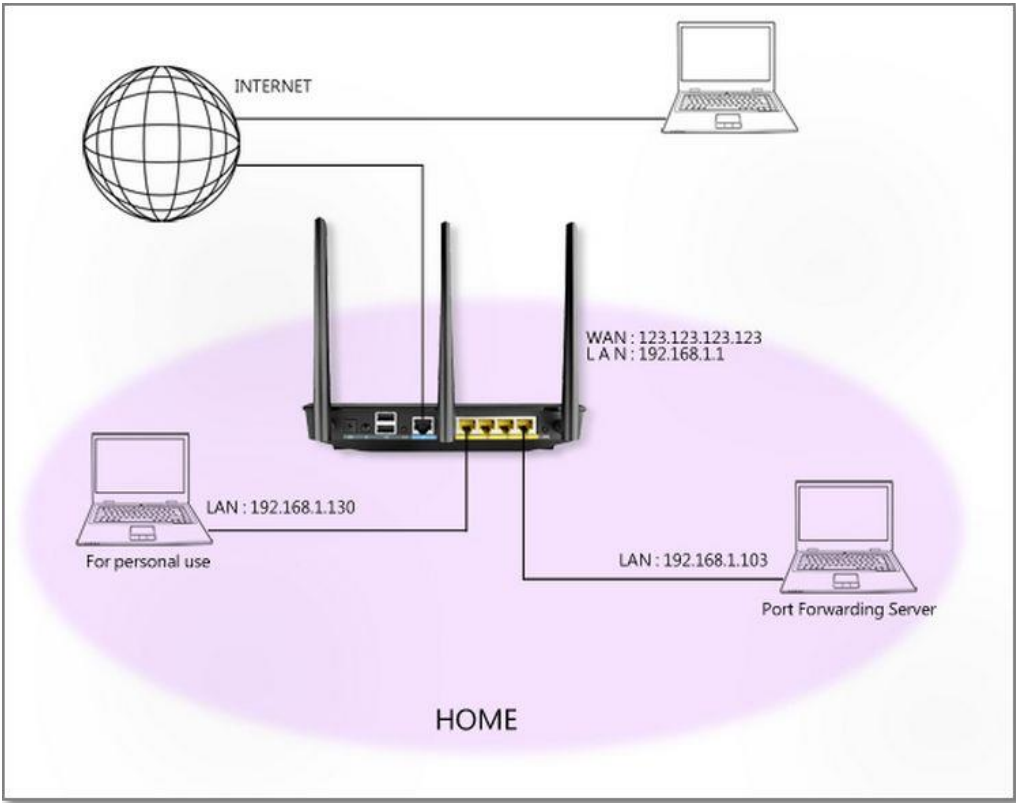 INTERNET
WAN : 123.123.123.123
L A N : 192.168.1.1
LAN : 192.168.1.130
For personal use
LAN : 192.168.1.103
Port Forwarding Server
HOME